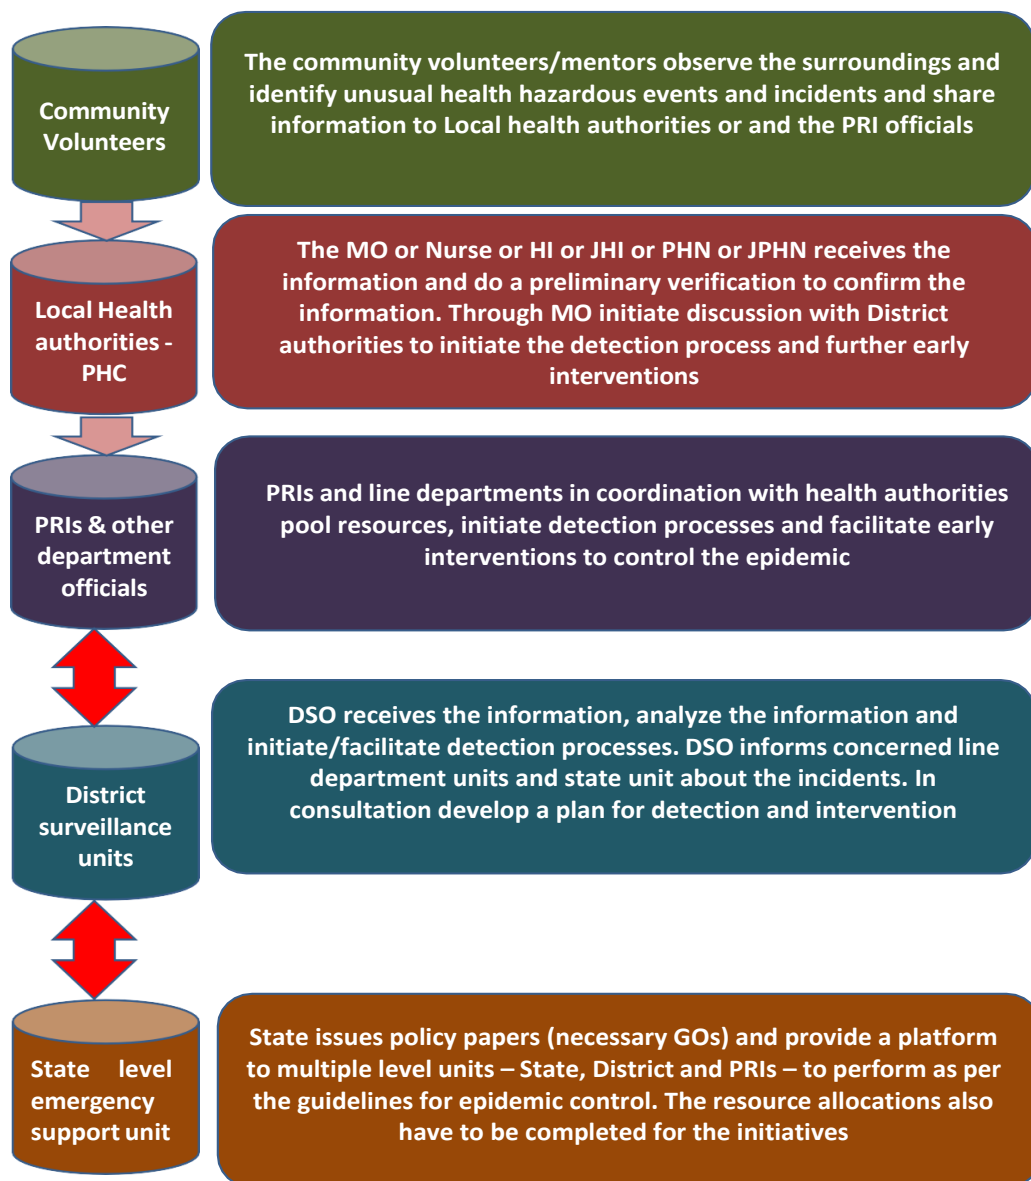 Community
Volunteers
The community volunteers/mentors observe the surroundings and
identify unusual health hazardous events and incidents and share
information to Local health authorities or and the PRI officials
Local Health
authorities -
PHC
The MO or Nurse or HI or JHI or PHN or JPHN receives the
information and do a preliminary verification to confirm the
information. Through MO initiate discussion with District
authorities to initiate the detection process and further early
interventions
PRIs & other
department
officials
PRIs and line departments in coordination with health authorities
pool resources, initiate detection processes and facilitate early
interventions to control the epidemic
District
surveillance
units
DSO receives the information, analyze the information and
initiate/facilitate detection processes. DSO informs concerned line
department units and state unit about the incidents. In
consultation develop a plan for detection and intervention
State level
emergency
support unit
State issues policy papers (necessary GOs) and provide a platform
to multiple level units – State, District and PRIs – to perform as per
the guidelines for epidemic control. The resource allocations also
have to be completed for the initiatives